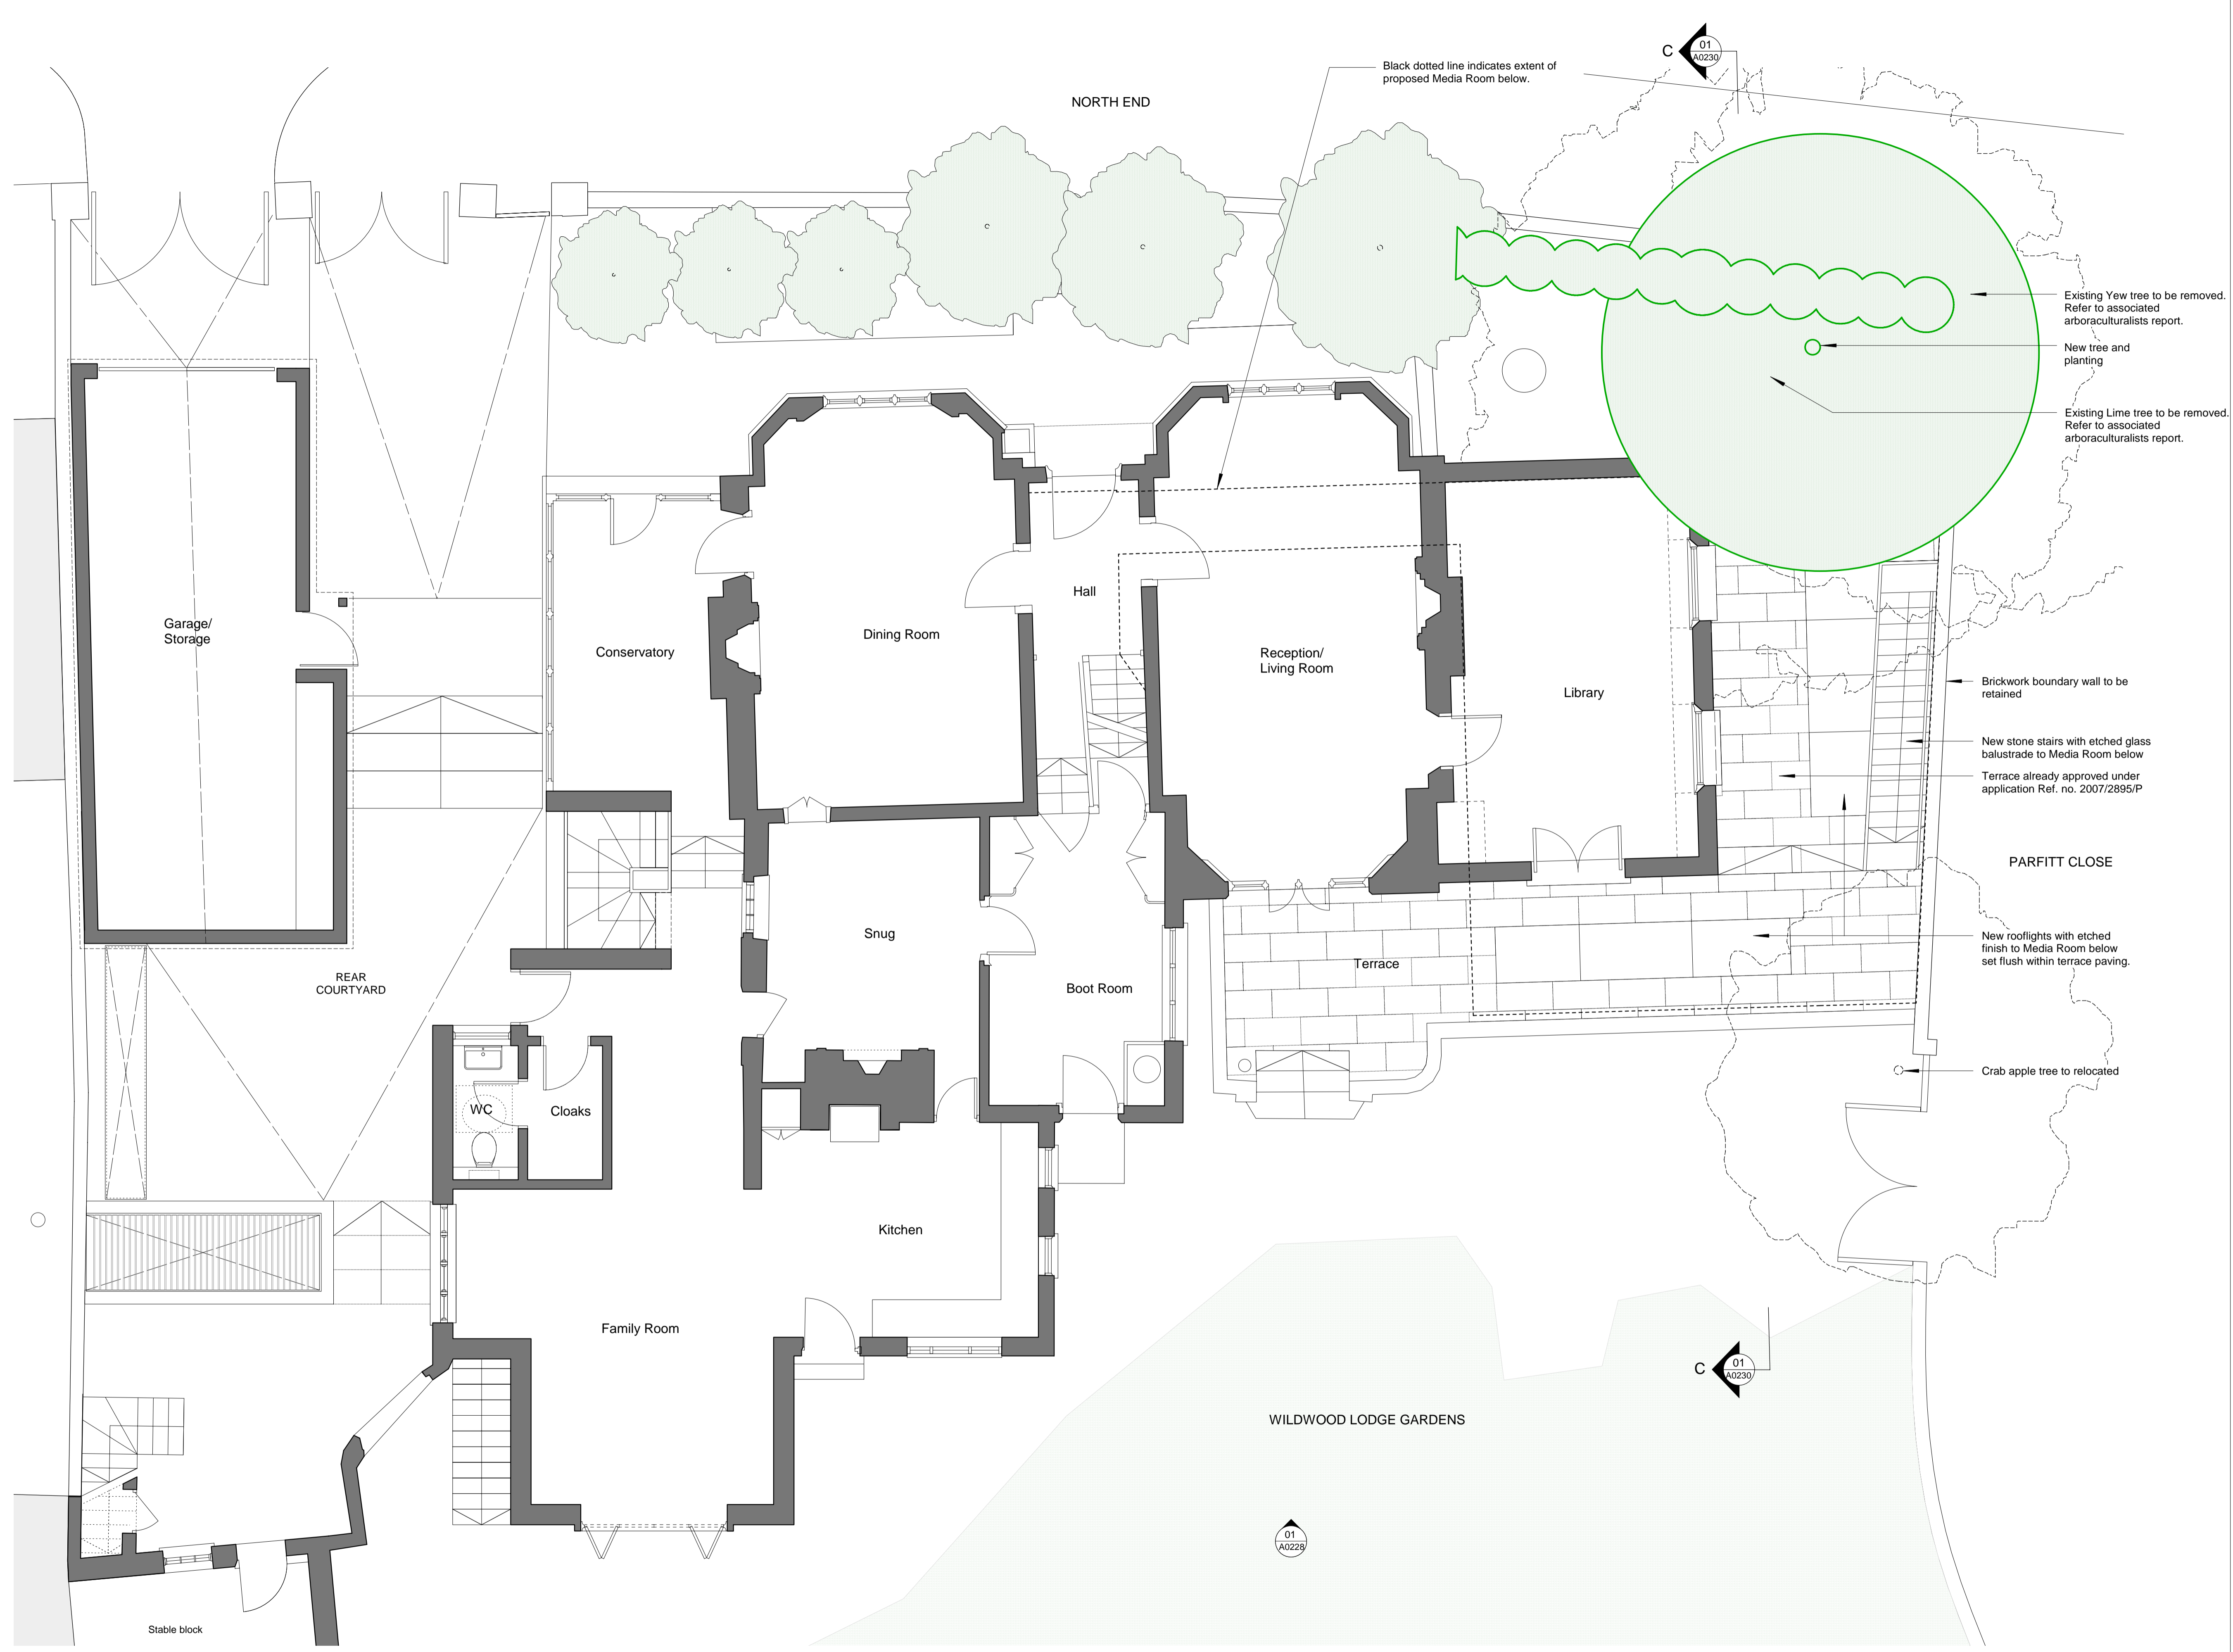 C
01
A0230
Black dotted line indicates extent of
proposed Media Room below.
NORTH END
Existing Yew tree to be removed.
Refer to associated
arboraculturalists report.
New tree and
planting
Existing Lime tree to be removed.
Refer to associated
arboraculturalists report.
Garage/
Storage
Conservatory
Dining Room
Hall
Reception/
Living Room
Library
Brickwork boundary wall to be
retained
New stone stairs with etched glass
balustrade to Media Room below
Terrace already approved under
application Ref. no. 2007/2895/P
PARFITT CLOSE
Snug
New rooflights with etched
finish to Media Room below
set flush within terrace paving.
Terrace
REAR
COURTYARD
Boot Room
Crab apple tree to relocated
WC
Cloaks
Kitchen
Family Room
C
01
A0230
WILDWOOD LODGE GARDENS
01
A0228
Stable block